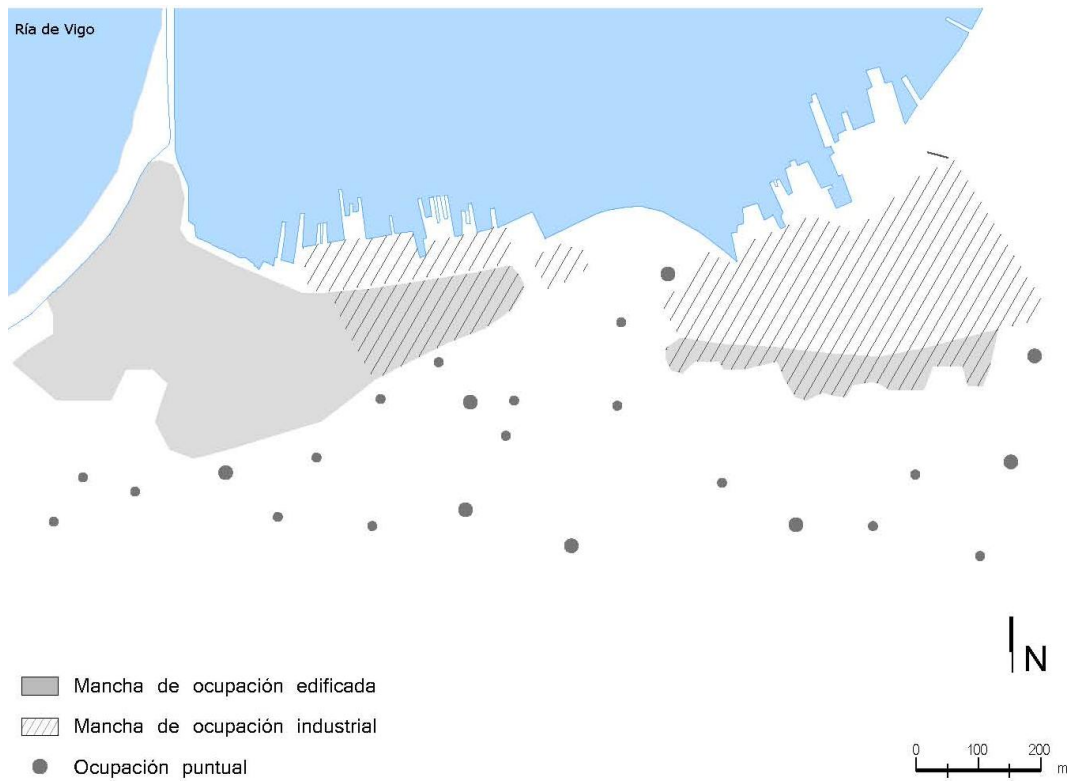 Ría de Vigo
N
Mancha de ocupación edificada
Mancha de ocupación industrial
Ocupación puntual
0 100 200
m